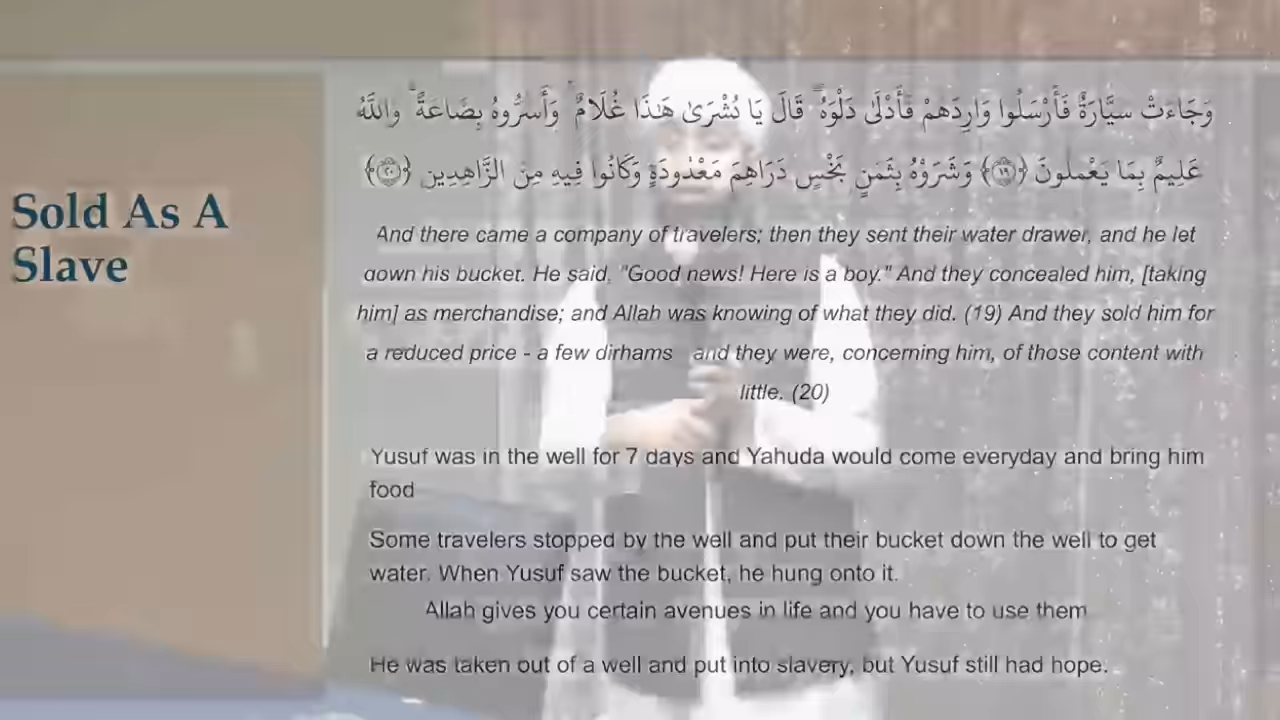 Sold As A
Slave
وَجَاءَتْ سَيَّارَةٌ فَأَرْسَلُوا وَارِدَهُمْ فَأَدْلَىٰ دَلْوَهُ ۖ قَالَ يَا بُشْرَىٰ هَـٰذَا غُلَامٌ ۚ وَأَسَرُّوهُ بِضَاعَةً ۚ وَاللَّهُ
عَلِيمٌ بِمَا يَعْمَلُونَ ﴿١٩﴾ وَشَرَوْهُ بِثَمَنٍ بَخْسٍ دَرَاهِمَ مَعْدُودَةٍ وَكَانُوا فِيهِ مِنَ الزَّاهِدِينَ ﴿٢٠﴾
And there came a company of travelers; then they sent their water drawer, and he let
down his bucket. He said, "Good news! Here is a boy." And they concealed him, [taking
him] as merchandise; and Allah was knowing of what they did. (19) And they sold him for
a reduced price - a few dirhams and they were, concerning him, of those content with
little. (20)
Yusuf was in the well for 7 days and Yahuda would come everyday and bring him
food
Some travelers stopped by the well and put their bucket down the well to get
water. When Yusuf saw the bucket, he hung onto it.
Allah gives you certain avenues in life and you have to use them
He was taken out of a well and put into slavery, but Yusuf still had hope.